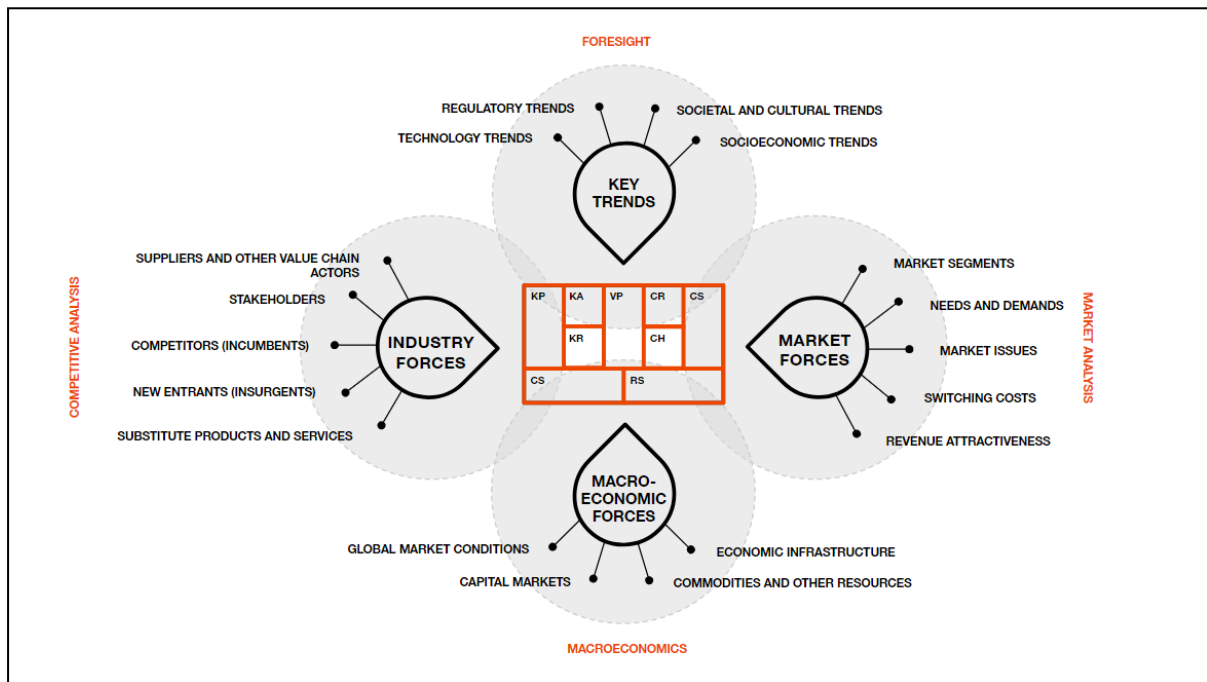 FORESIGHT
REGULATORY TRENDS
SOCIETAL AND CULTURAL TRENDS
TECHNOLOGY TRENDS
SOCIOECONOMIC TRENDS
KEY
TRENDS
COMPETITIVE ANALYSIS
SUPPLIERS AND OTHER VALUE CHAIN
ACTORS
STAKEHOLDERS
COMPETITORS (INCUMBENTS)
NEW ENTRANTS (INSURGENTS)
SUBSTITUTE PRODUCTS AND SERVICES
INDUSTRY
FORCES
KP
KA
VP
CR
CS
KR
CH
CS
RS
MARKET
FORCES
MARKET SEGMENTS
NEEDS AND DEMANDS
MARKET ISSUES
SWITCHING COSTS
REVENUE ATTRACTIVENESS
MARKET ANALYSIS
MACRO-
ECONOMIC
FORCES
GLOBAL MARKET CONDITIONS
ECONOMIC INFRASTRUCTURE
CAPITAL MARKETS
COMMODITIES AND OTHER RESOURCES
MACROECONOMICS